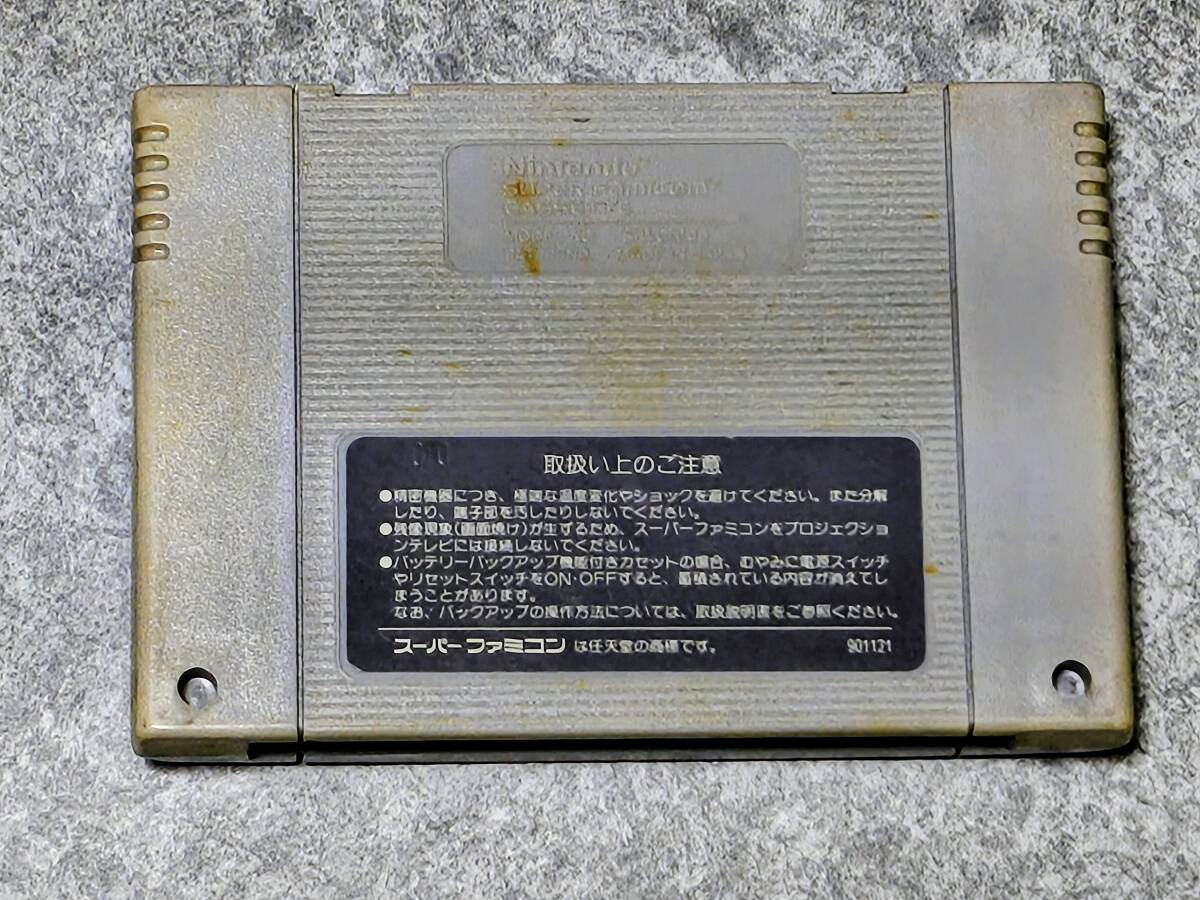 Nintendo
SUPER FAMICOM
取扱い上のご注意
●精密機器につき、極端な温度変化やショックを避けてください。また分解
したり、端子部を汚したりしないでください。
●残像現象(画面焼け)が生ずるため、スーパーファミコンをプロジェクショ
ンテレビには接続しないでください。
●バッテリーバックアップ機能付きカセットの場合、むやみに電源スイッチ
やリセットスイッチをON・OFFすると、蓄積されている内容が消えてし
まうことがあります。
なお、バックアップの操作方法については、取扱説明書をご参照ください。
スーパーファミコンは任天堂の商標です。 901121